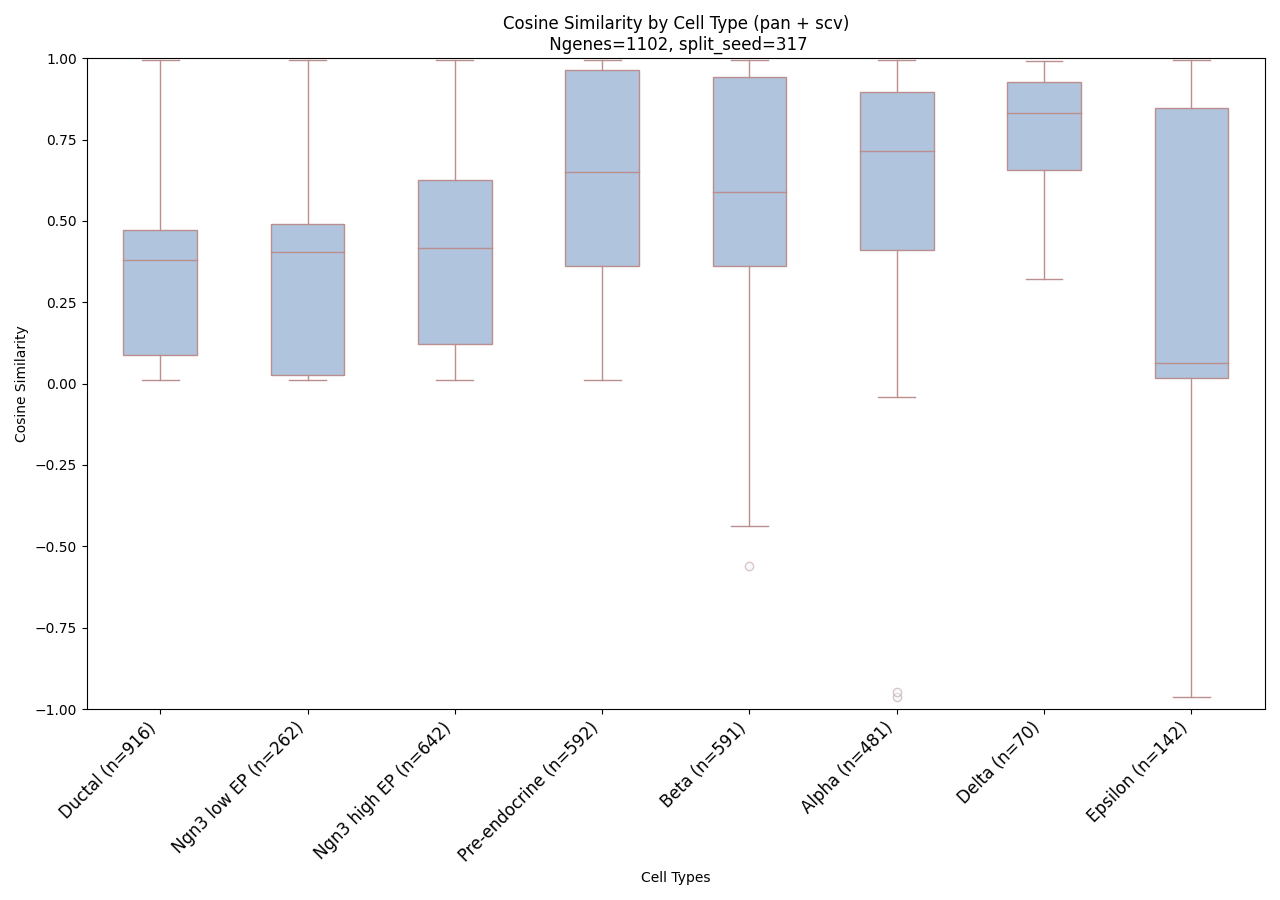 Cosine Similarity by Cell Type (pan + scv)
Ngenes=1102, split_seed=317
Cosine Similarity
1.00
0.75
0.50
0.25
0.00
−0.25
−0.50
−0.75
−1.00
Ductal (n=916)
Ngn3 low EP (n=262)
Ngn3 high EP (n=642)
Pre-endocrine (n=592)
Beta (n=591)
Alpha (n=481)
Delta (n=70)
Epsilon (n=142)
Cell Types